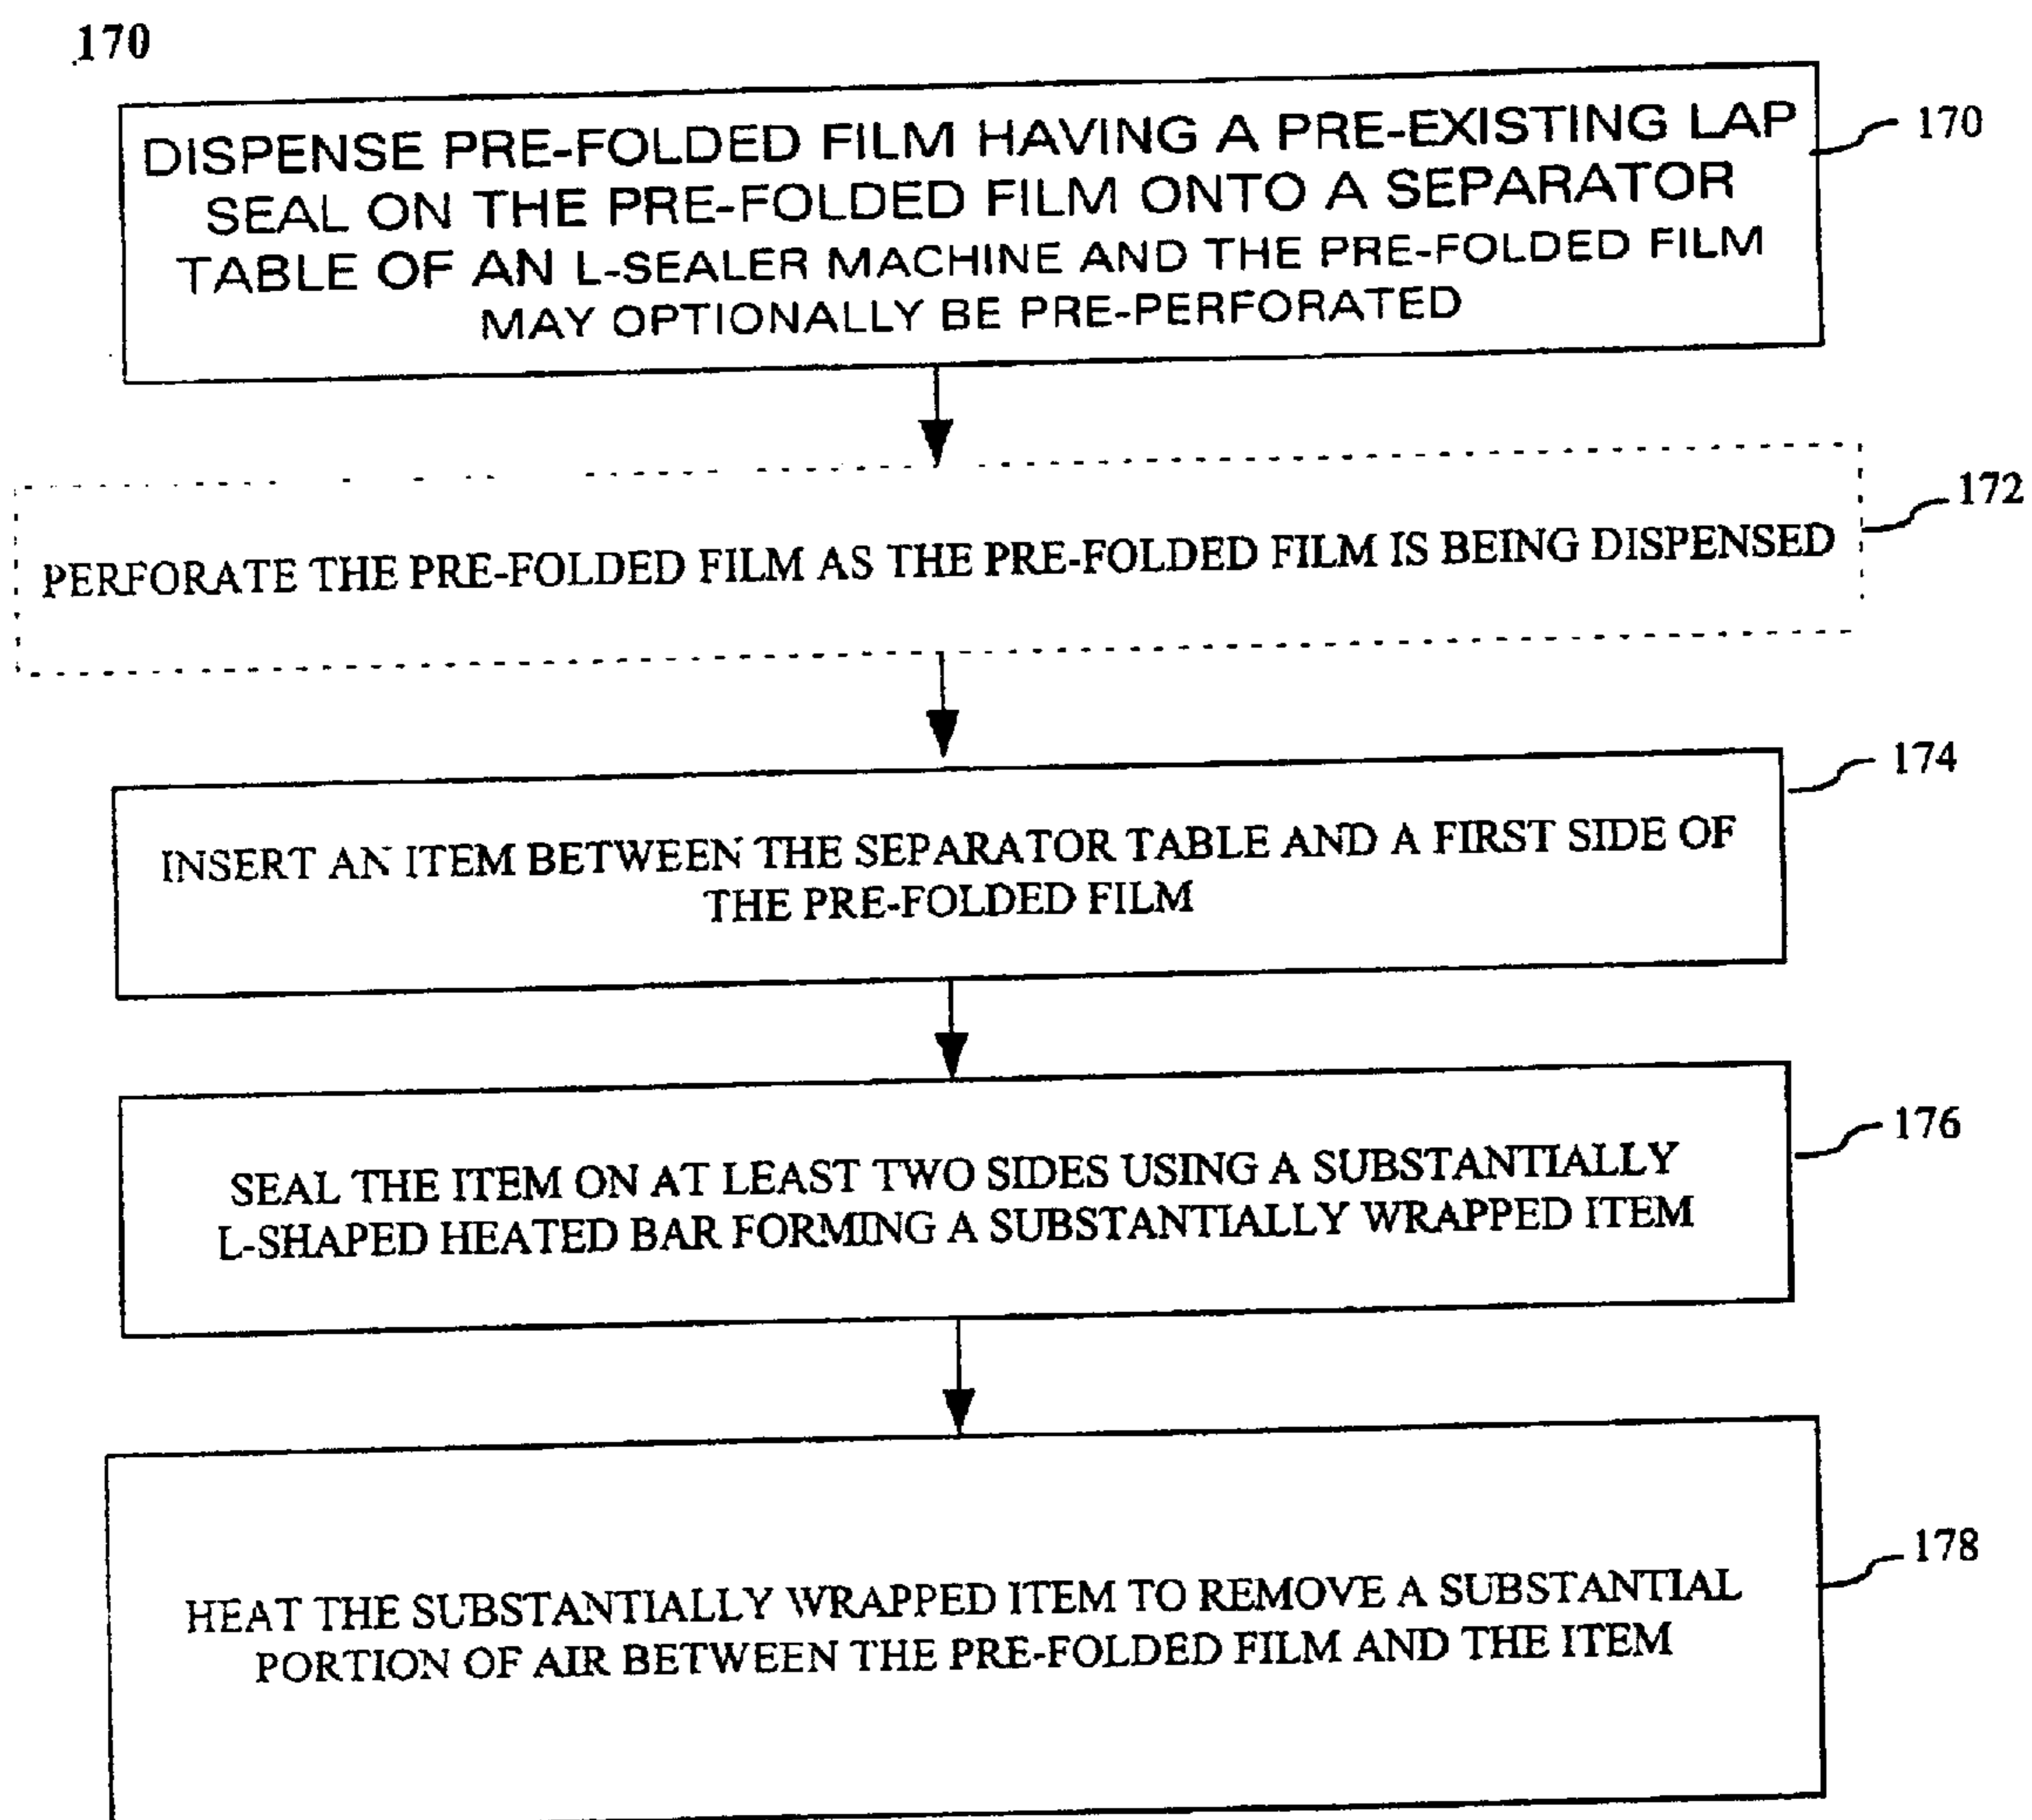 170
DISPENSE PRE-FOLDED FILM HAVING A PRE-EXISTING LAP
SEAL ON THE PRE-FOLDED FILM ONTO A SEPARATOR
TABLE OF AN L-SEALER MACHINE AND THE PRE-FOLDED FILM
MAY OPTIONALLY BE PRE-PERFORATED
170
PERFORATE THE PRE-FOLDED FILM AS THE PRE-FOLDED FILM IS BEING DISPENSED
172
INSERT AN ITEM BETWEEN THE SEPARATOR TABLE AND A FIRST SIDE OF
THE PRE-FOLDED FILM
174
SEAL THE ITEM ON AT LEAST TWO SIDES USING A SUBSTANTIALLY
L-SHAPED HEATED BAR FORMING A SUBSTANTIALLY WRAPPED ITEM
176
HEAT THE SUBSTANTIALLY WRAPPED ITEM TO REMOVE A SUBSTANTIAL
PORTION OF AIR BETWEEN THE PRE-FOLDED FILM AND THE ITEM
178